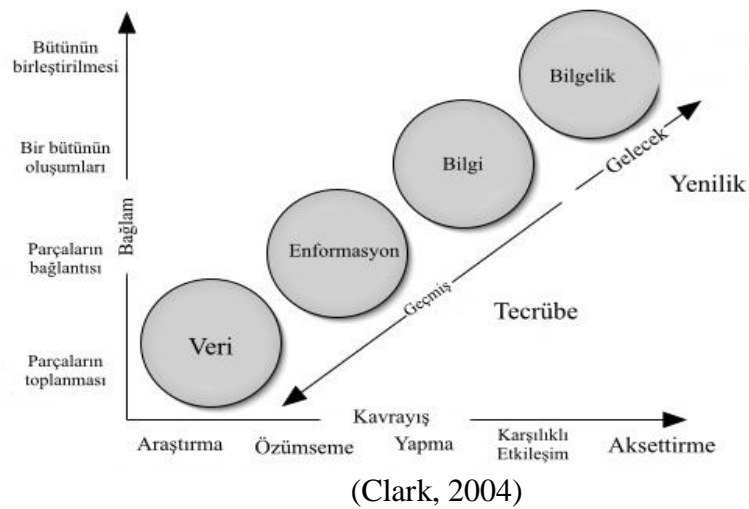 Bütünün
birleştirilmesi
Bir bütünün
oluşumları
Parçaların
bağlantısı
Parçaların
toplanması
Bağlam
Bilgelik
Bilgi
Enformasyon
Veri
Gelecek
Geçmiş
Yenilik
Tecrübe
Kavrayış
Araştırma
Özümseme
Yapma
Karşılıklı
Etkileşim
Aksettirme
(Clark, 2004)